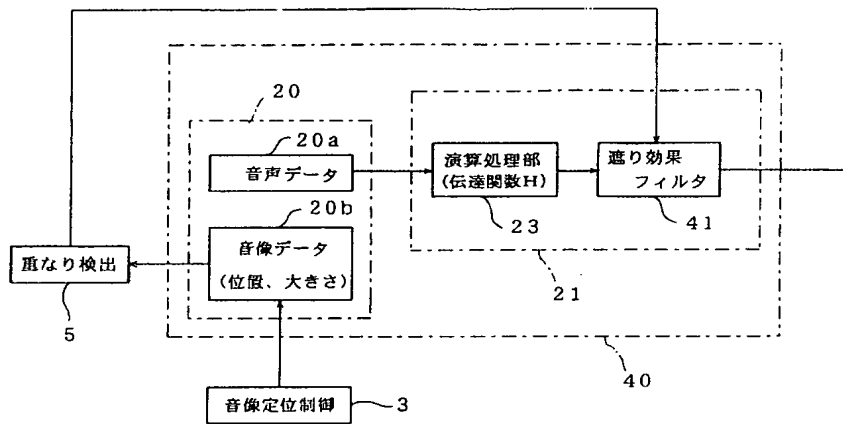 20
20a
音声データ
20b
音像データ
(位置、大きさ)
演算処理部
(伝達関数H)
23
遮り効果
フィルタ
41
21
重なり検出
5
40
音像定位制御
3